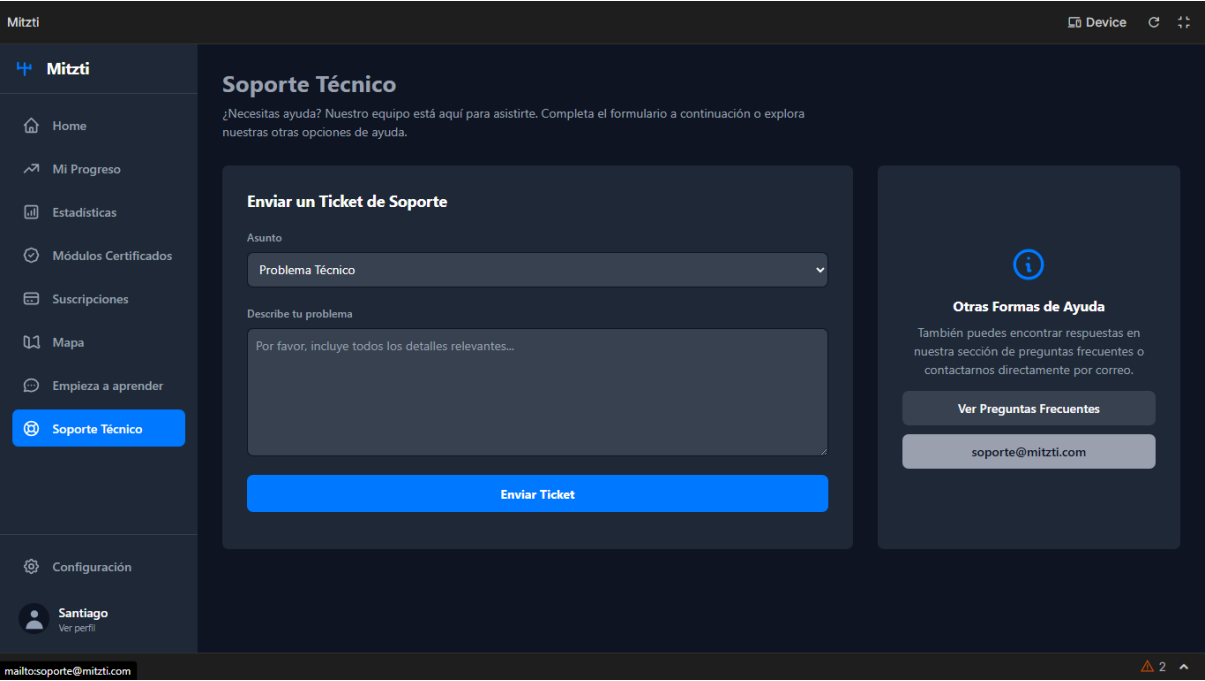 Mitzti
Device
Mitzti
Home
Mi Progreso
Estadísticas
Módulos Certificados
Suscripciones
Mapa
Empieza a aprender
Soporte Técnico
Configuración
Santiago
Ver perfil
Soporte Técnico
¿Necesitas ayuda? Nuestro equipo está aquí para asistirte. Completa el formulario a continuación o explora
nuestras otras opciones de ayuda.
Enviar un Ticket de Soporte
Asunto
Problema Técnico
Describe tu problema
Por favor, incluye todos los detalles relevantes...
Enviar Ticket
Otras Formas de Ayuda
También puedes encontrar respuestas en
nuestra sección de preguntas frecuentes o
contactarnos directamente por correo.
Ver Preguntas Frecuentes
soporte@mitzti.com
mailto:soporte@mitzti.com
2